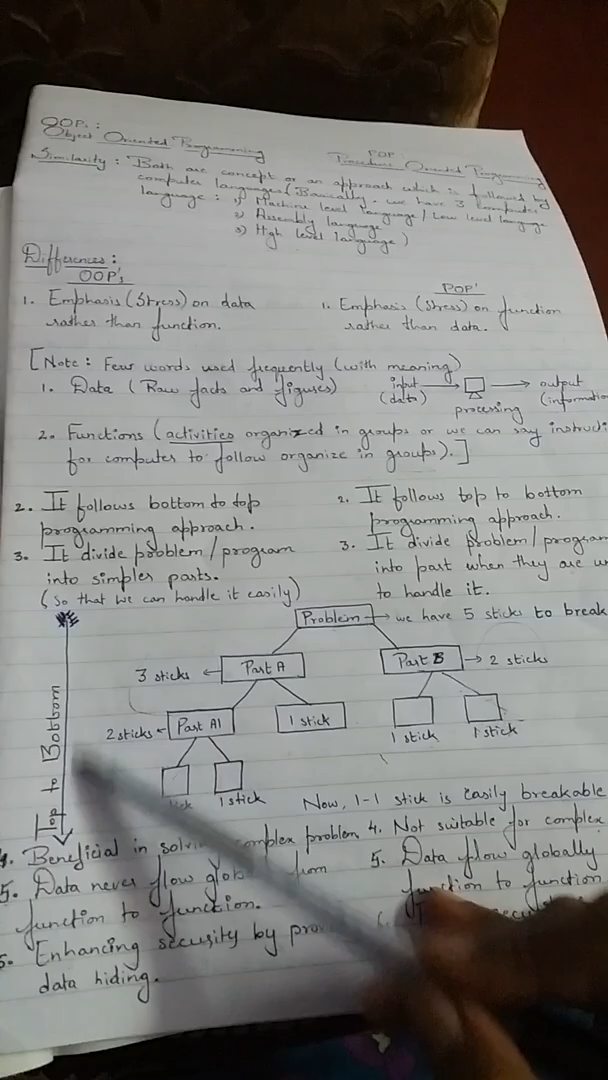 OOPs :
Object Oriented Programming
POP
Procedure Oriented Programming
Similarity : Both are concept or an approach which is followed by
computer languages (Basically we have 3 computer
language : 1) Machine level language / Low level language
2) Assembly language
3) High level language )
Differences :
OOP's
1. Emphasis (Stress) on data
rather than function.
POP'
1. Emphasis (Stress) on function
rather than data.
[Note : Few words used frequently (with meaning)
1. Data ( Raw facts and figures)
input
(data)
processing
output
(information
2. Functions ( activities organized in groups or we can say instructi
for computer to follow organize in groups). ]
2. It follows bottom to top
programming approach.
3. It divide problem / program
into simpler parts.
(So that we can handle it easily)
2. It follows top to bottom
programming approach.
3. It divide problem / program
into part when they are un
to handle it.
Problem → we have 5 sticks to break
3 sticks ← Part A
Part B → 2 sticks
2 sticks ← Part A1
1 stick
1 stick
1 stick
1 stick
Top to Bottom
Now, 1-1 stick is easily breakable
4. Beneficial in complex problem
5. Data never flow from
function to function.
6. Enhancing security by
data hiding.
4. Not suitable for complex
5. Data flow globally
function to function